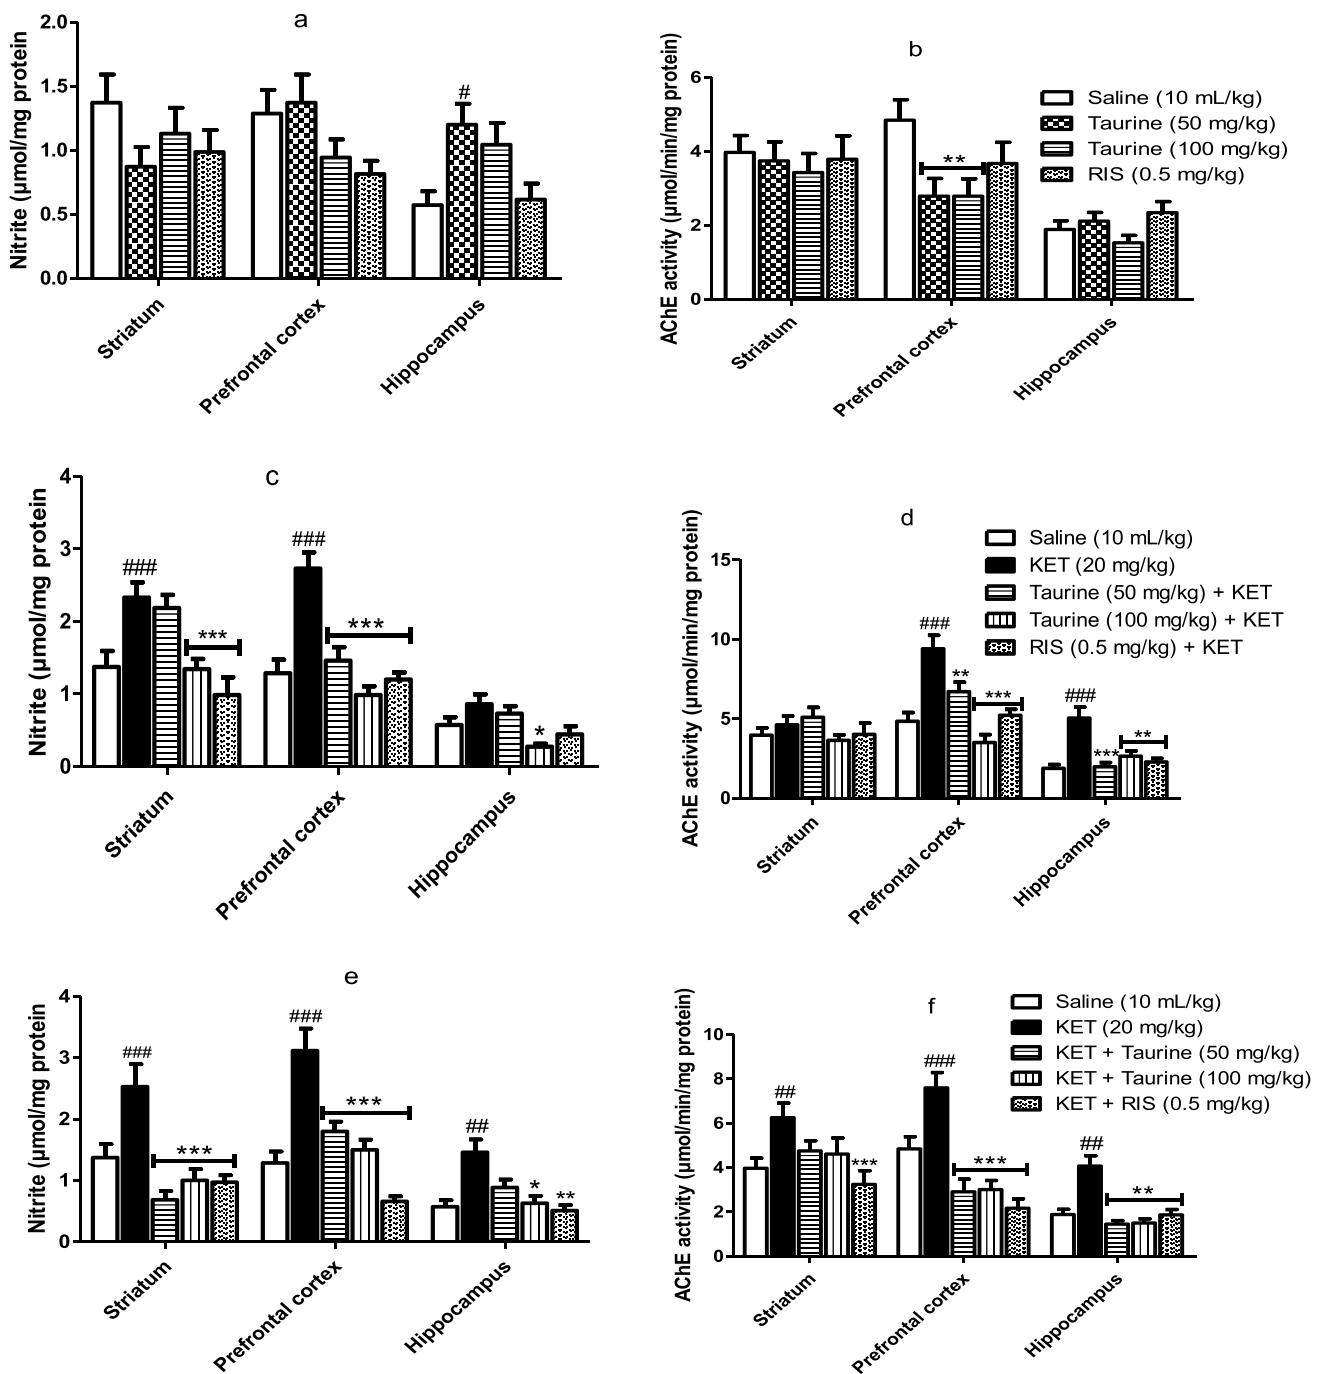 a
Nitrite (µmol/mg protein
2.0
1.5
1.0
0.5
0.0
#
Striatum
Prefrontal cortex
Hippocampus
b
AChE activity (µmol/min/mg protein)
6
4
2
0
**
Striatum
Prefrontal cortex
Hippocampus
Saline (10 mL/kg)
Taurine (50 mg/kg)
Taurine (100 mg/kg)
RIS (0.5 mg/kg)
c
Nitrite (µmol/mg protein
4
3
2
1
0
###
***
###
***
*
Striatum
Prefrontal cortex
Hippocampus
d
AChE activity (µmol/min/mg protein)
15
10
5
0
###
**
***
###
***
**
Striatum
Prefrontal cortex
Hippocampus
Saline (10 mL/kg)
KET (20 mg/kg)
Taurine (50 mg/kg) + KET
Taurine (100 mg/kg) + KET
RIS (0.5 mg/kg) + KET
e
Nitrite (µmol/mg protein
4
3
2
1
0
###
***
###
***
##
*
**
Striatum
Prefrontal cortex
Hippocampus
f
AChE activity (µmol/min/mg protein)
10
8
6
4
2
0
##
***
###
***
##
**
Striatum
Prefrontal cortex
Hippocampus
Saline (10 mL/kg)
KET (20 mg/kg)
KET + Taurine (50 mg/kg)
KET + Taurine (100 mg/kg)
KET + RIS (0.5 mg/kg)